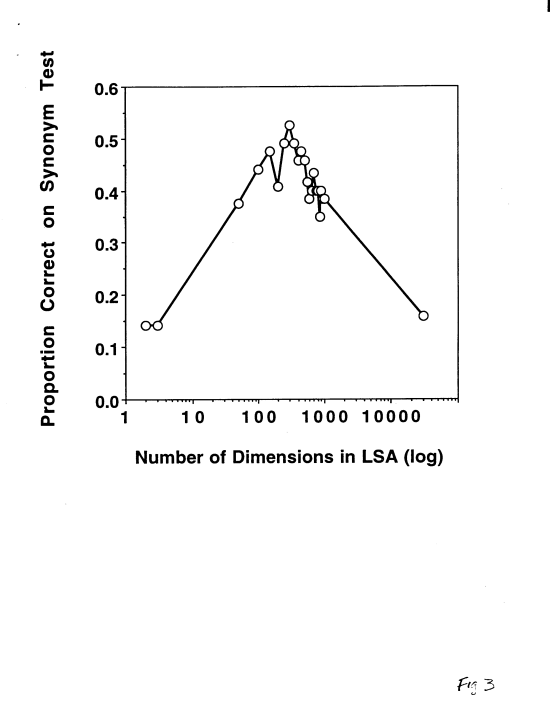 Proportion Correct on Synonym Test
0.6
0.5
0.4
0.3
0.2
0.1
0.0
1 10 100 1000 10000
Number of Dimensions in LSA (log)
Fig 3